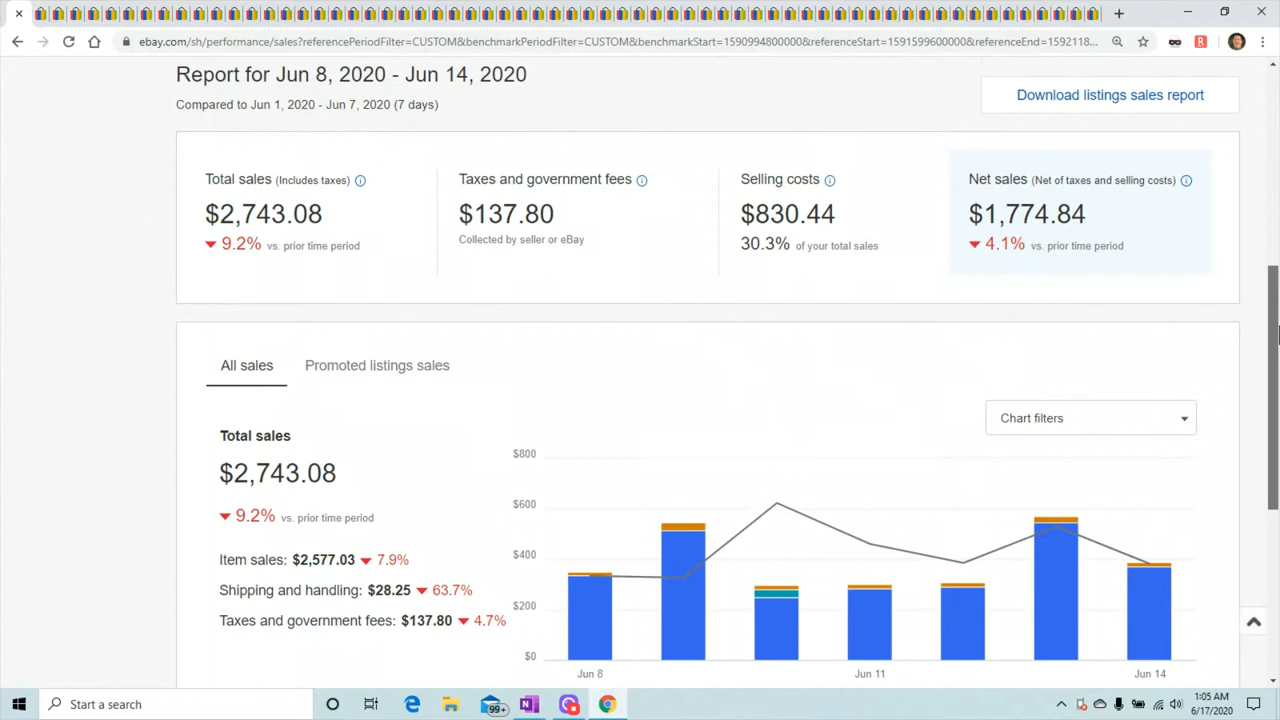 ebay.com/sh/performance/sales?referencePeriodFilter=CUSTOM&benchmarkPeriodFilter=CUSTOM&benchmarkStart=1590994800000&referenceStart=1591599600000&referenceEnd=1592118...
R
Report for Jun 8, 2020 - Jun 14, 2020
Compared to Jun 1, 2020 - Jun 7, 2020 (7 days)
Download listings sales report
Total sales (Includes taxes)
$2,743.08
9.2% vs. prior time period
Taxes and government fees
$137.80
Collected by seller or eBay
Selling costs
$830.44
30.3% of your total sales
Net sales (Net of taxes and selling costs)
$1,774.84
4.1% vs. prior time period
All sales Promoted listings sales
Chart filters
Total sales
$2,743.08
9.2% vs. prior time period
Item sales: $2,577.03 7.9%
Shipping and handling: $28.25 63.7%
Taxes and government fees: $137.80 4.7%
$800
$600
$400
$200
$0
Jun 8 Jun 11 Jun 14
Start a search
99+
1:05 AM
6/17/2020